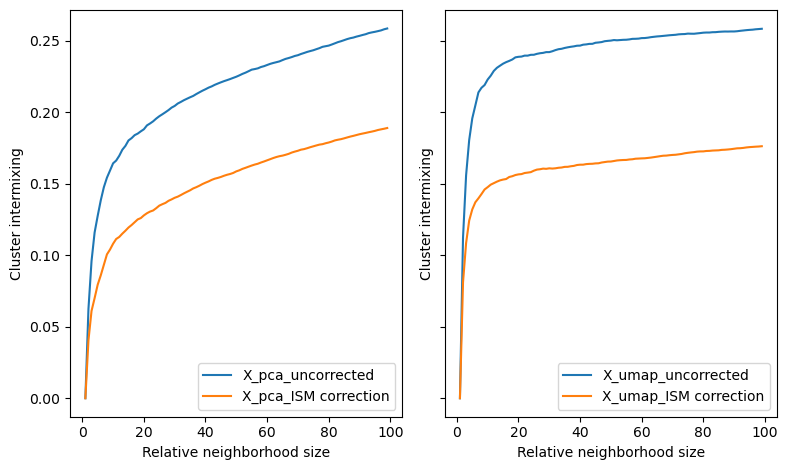 Cluster intermixing
0.25
0.20
0.15
0.10
0.05
0.00
X_pca_uncorrected
X_pca_ISM correction
0 20 40 60 80 100
Relative neighborhood size
Cluster intermixing
X_umap_uncorrected
X_umap_ISM correction
0 20 40 60 80 100
Relative neighborhood size